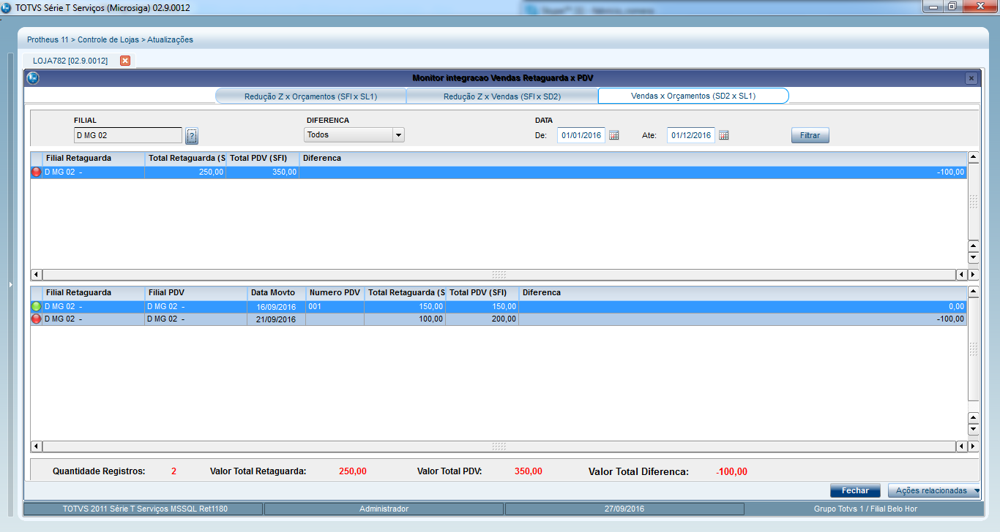 TOTVS Série T Serviços (Microsiga) 02.9.0012
Protheus 11 > Controle de Lojas > Atualizações
LOJA782 [02.9.0012]
Monitor integracao Vendas Retaguarda x PDV
Redução Z x Orçamentos (SFI x SL1) Redução Z x Vendas (SFI x SD2) Vendas x Orçamentos (SD2 x SL1)
FILIAL DIFERENCA DATA
D MG 02 ? Todos De: 01/01/2016 Ate: 01/12/2016 Filtrar
Filial Retaguarda Total Retaguarda (S Total PDV (SFI) Diferenca
D MG 02 - 250,00 350,00 -100,00
Filial Retaguarda Filial PDV Data Movto Numero PDV Total Retaguarda (S Total PDV (SFI) Diferenca
D MG 02 - D MG 02 - 16/09/2016 001 150,00 150,00 0,00
D MG 02 - D MG 02 - 21/09/2016 100,00 200,00 -100,00
Quantidade Registros: 2 Valor Total Retaguarda: 250,00 Valor Total PDV: 350,00 Valor Total Diferenca: -100,00
Fechar Ações relacionadas
TOTVS 2011 Série T Serviços MSSQL Ret1180 Administrador 27/09/2016 Grupo Totvs 1 / Filial Belo Hor